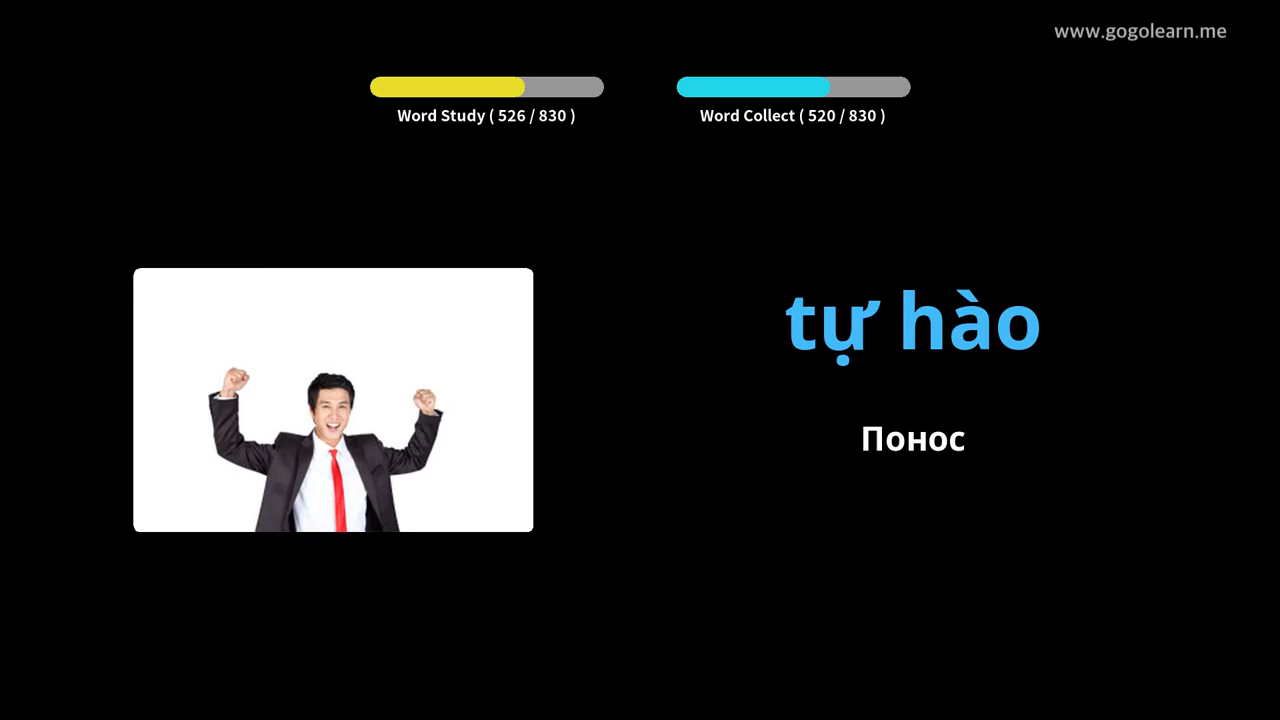 www.gogolearn.me
Word Study ( 526 / 830 )
Word Collect ( 520 / 830 )
tự hào
Понос